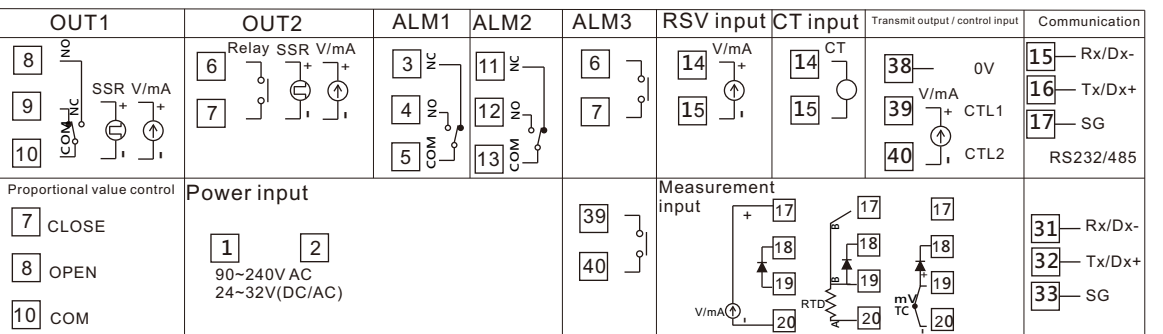 OUT1
8 NO
SSR V/mA
9 NC
+ +
10 COM
- -
OUT2
Relay SSR V/mA
6 + +
7 - -
ALM1
3 NC
4 NO
5 COM
ALM2
11 NC
12 NO
13 COM
ALM3
6
7
RSV input
V/mA
14 +
15 -
CT input
CT
14
15
Transmit output / control input
38 0V
V/mA
39 + CTL1
40 - CTL2
Communication
15 Rx/Dx-
16 Tx/Dx+
17 SG
RS232/485
Proportional value control
7 CLOSE
8 OPEN
10 COM
Power input
1 2
90~240V AC
24~32V(DC/AC)
39
40
Measurement
input
+ 17
18
19
V/mA - 20
17
B
18
B 19
RTD
A 20
17
18
+ 19
mV
TC
- 20
31 Rx/Dx-
32 Tx/Dx+
33 SG